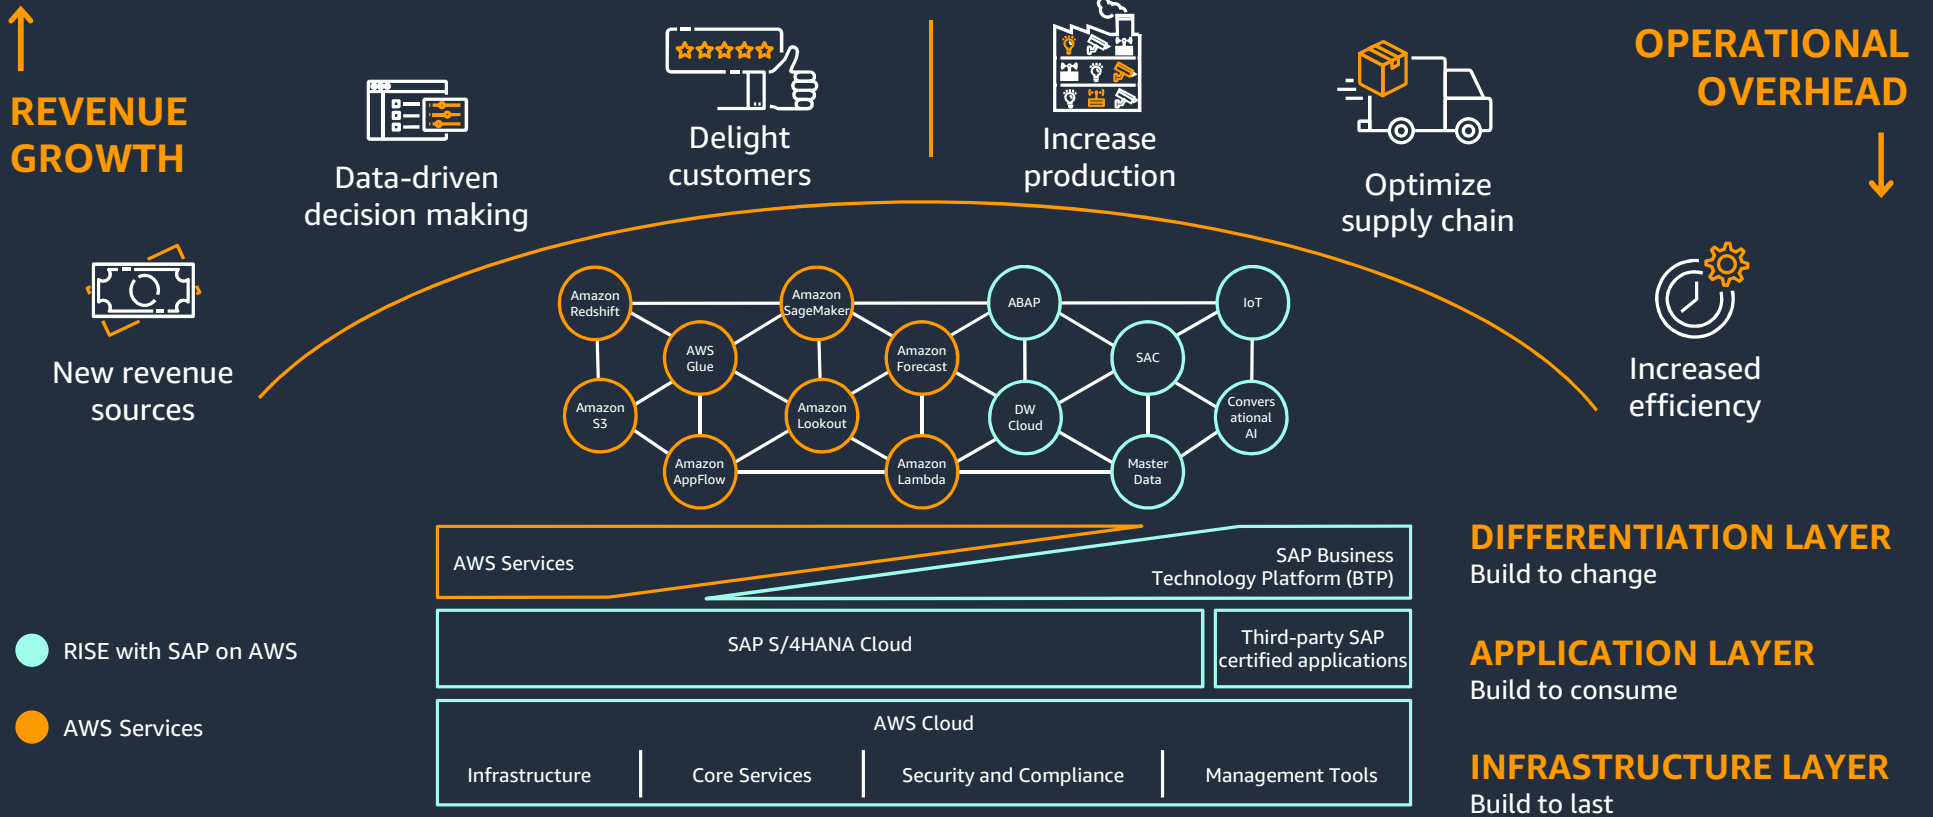 REVENUE
GROWTH
Data-driven
decision making
Delight
customers
Increase
production
Optimize
supply chain
OPERATIONAL
OVERHEAD
New revenue
sources
Increased
efficiency
Amazon
Redshift
Amazon
SageMaker
ABAP
IoT
AWS
Glue
Amazon
Forecast
SAC
Amazon
S3
Amazon
Lookout
DW
Cloud
Convers
ational
AI
Amazon
AppFlow
Amazon
Lambda
Master
Data
AWS Services
SAP Business
Technology Platform (BTP)
DIFFERENTIATION LAYER
Build to change
RISE with SAP on AWS
AWS Services
SAP S/4HANA Cloud
Third-party SAP
certified applications
APPLICATION LAYER
Build to consume
AWS Cloud
Infrastructure
Core Services
Security and Compliance
Management Tools
INFRASTRUCTURE LAYER
Build to last